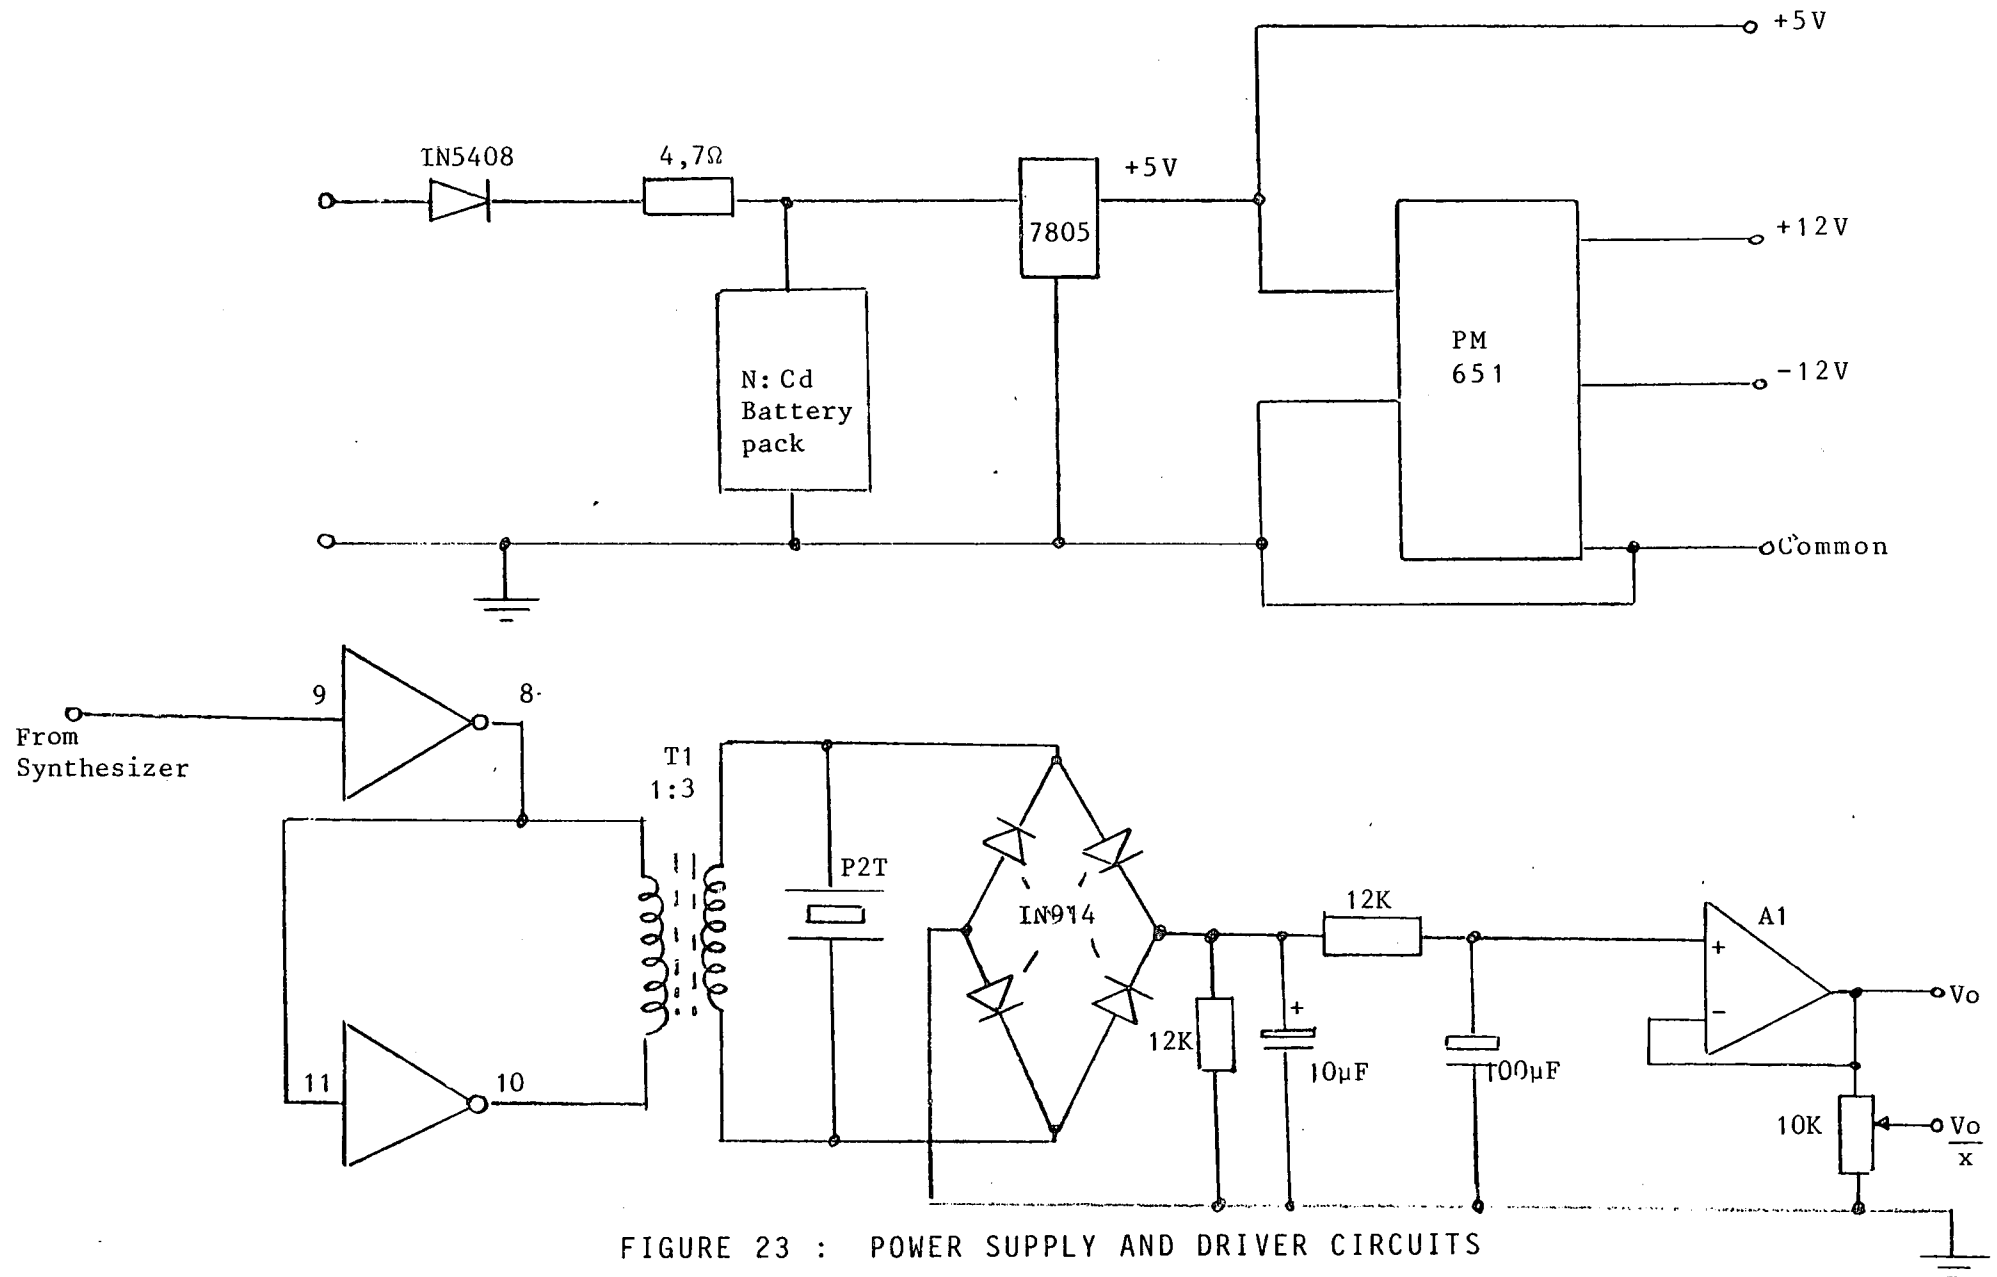 +5V
IN5408
4,7Ω
+5V
7805
+12V
PM
651
-12V
N:Cd
Battery
pack
Common
9
8
From
Synthesizer
T1
1:3
P2T
IN914
12K
A1
+
-
Vo
12K
+
10µF
100µF
11
10
10K
Vo
x
FIGURE 23 : POWER SUPPLY AND DRIVER CIRCUITS